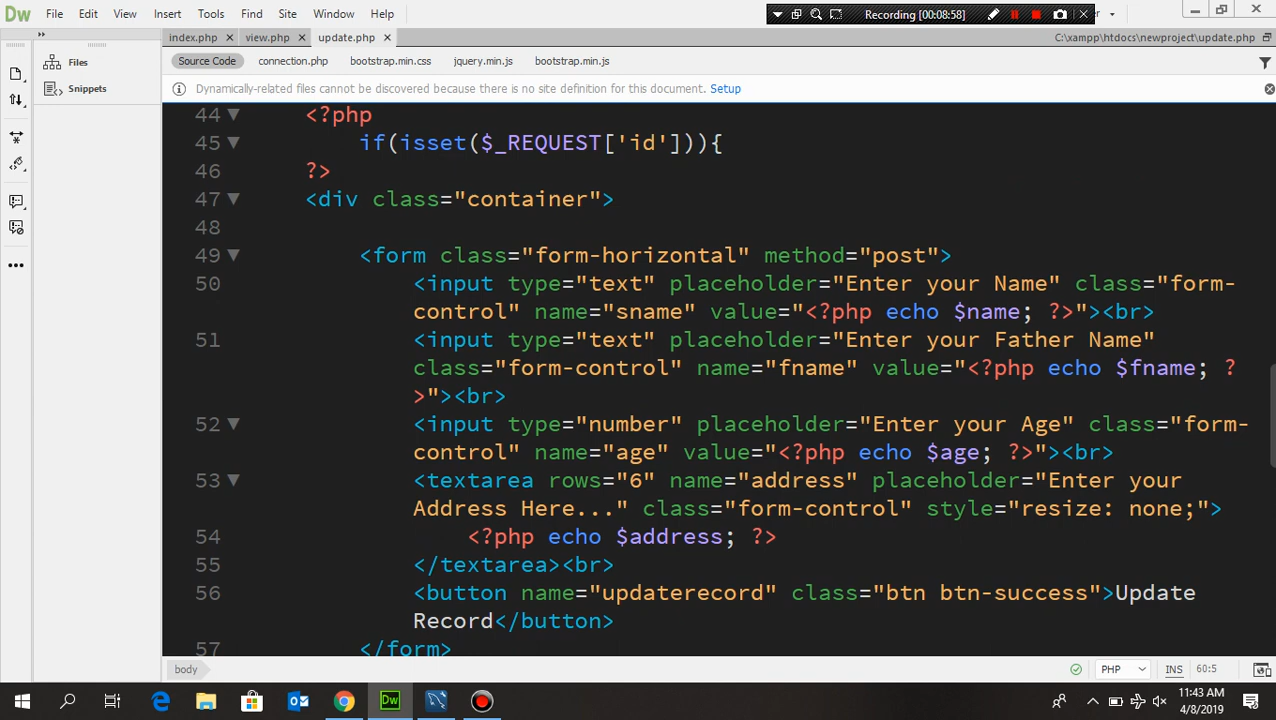 Dw File Edit View Insert Tools Find Site Window Help Recording [00:08:58]
index.php view.php update.php C:\xampp\htdocs\newproject\update.php
Source Code connection.php bootstrap.min.css jquery.min.js bootstrap.min.js
Files
Snippets
Dynamically-related files cannot be discovered because there is no site definition for this document. Setup
44 <?php
45 if(isset($_REQUEST['id'])){
46 ?>
47 <div class="container">
48
49 <form class="form-horizontal" method="post">
50 <input type="text" placeholder="Enter your Name" class="form-
control" name="sname" value="<?php echo $name; ?>"><br>
51 <input type="text" placeholder="Enter your Father Name"
class="form-control" name="fname" value="<?php echo $fname; ?
>"><br>
52 <input type="number" placeholder="Enter your Age" class="form-
control" name="age" value="<?php echo $age; ?>"><br>
53 <textarea rows="6" name="address" placeholder="Enter your
Address Here..." class="form-control" style="resize: none;">
54 <?php echo $address; ?>
55 </textarea><br>
56 <button name="updaterecord" class="btn btn-success">Update
Record</button>
57 </form>
body PHP INS 60:5
Dw
11:43 AM
4/8/2019